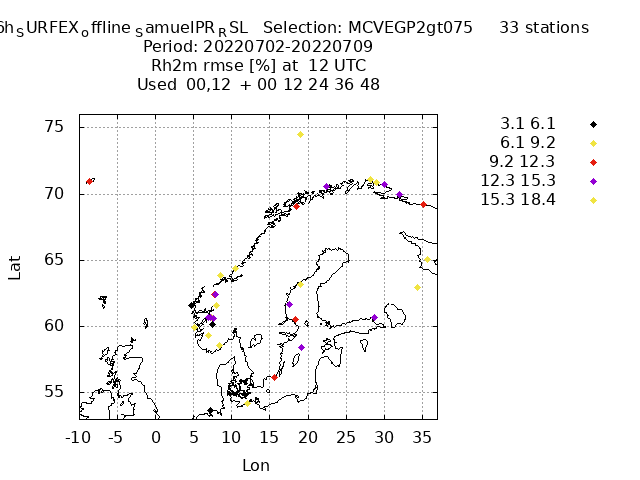 6h_SURFEX_offline_SamuelPR_RSL   Selection: MCVEGP2gt075     33 stations
Period: 20220702-20220709
Rh2m rmse [%] at  12 UTC
Used  00,12  + 00 12 24 36 48
3.1 6.1
6.1 9.2
9.2 12.3
12.3 15.3
15.3 18.4
Lat
75
70
65
60
55
-10 -5 0 5 10 15 20 25 30 35
Lon